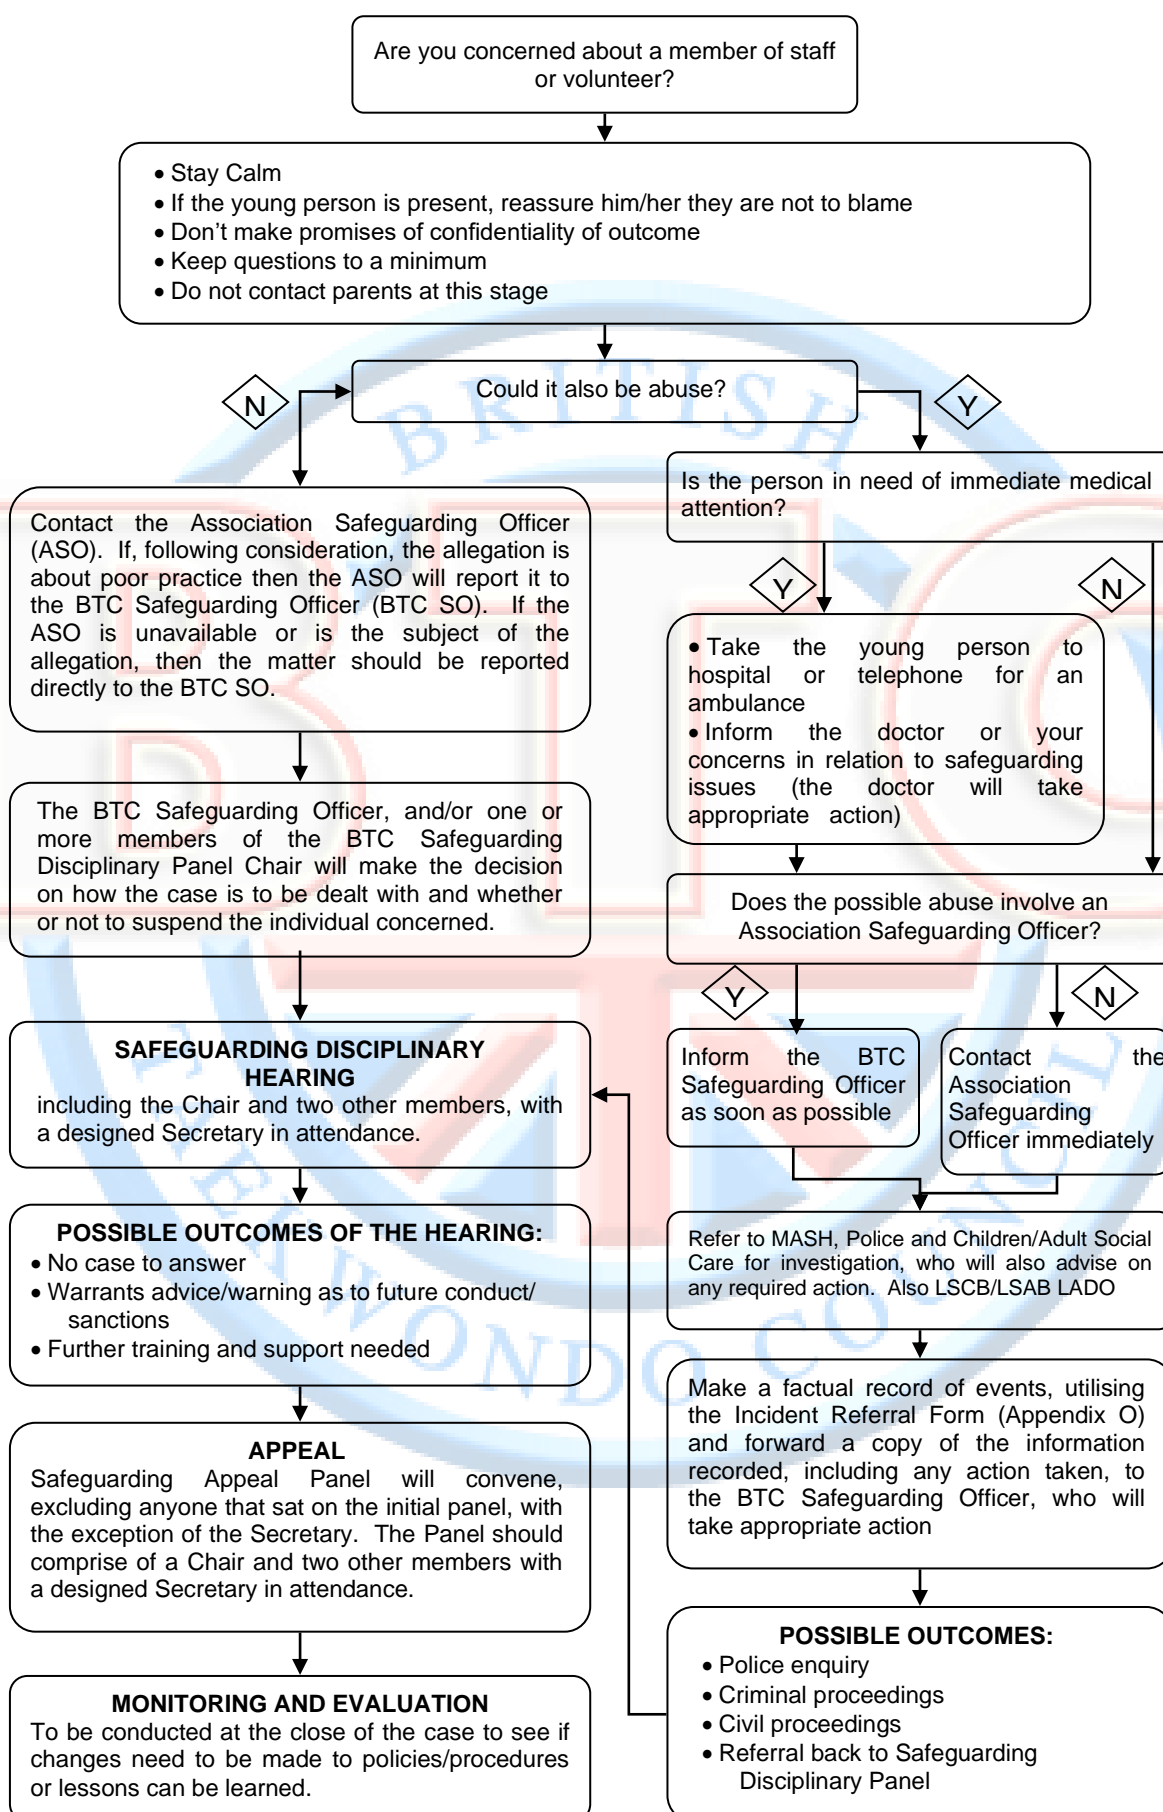 Are you concerned about a member of staff
or volunteer?
• Stay Calm
• If the young person is present, reassure him/her they are not to blame
• Don't make promises of confidentiality of outcome
• Keep questions to a minimum
• Do not contact parents at this stage
Could it also be abuse?
N
Y
Contact the Association Safeguarding Officer
(ASO). If, following consideration, the allegation is
about poor practice then the ASO will report it to
the BTC Safeguarding Officer (BTC SO). If the
ASO is unavailable or is the subject of the
allegation, then the matter should be reported
directly to the BTC SO.
The BTC Safeguarding Officer, and/or one or
more members of the BTC Safeguarding
Disciplinary Panel Chair will make the decision
on how the case is to be dealt with and whether
or not to suspend the individual concerned.
SAFEGUARDING DISCIPLINARY
HEARING
including the Chair and two other members, with
a designed Secretary in attendance.
POSSIBLE OUTCOMES OF THE HEARING:
• No case to answer
• Warrants advice/warning as to future conduct/
sanctions
• Further training and support needed
APPEAL
Safeguarding Appeal Panel will convene,
excluding anyone that sat on the initial panel, with
the exception of the Secretary. The Panel should
comprise of a Chair and two other members with
a designed Secretary in attendance.
MONITORING AND EVALUATION
To be conducted at the close of the case to see if
changes need to be made to policies/procedures
or lessons can be learned.
Is the person in need of immediate medical
attention?
Y
N
• Take the young person to
hospital or telephone for an
ambulance
• Inform the doctor or your
concerns in relation to safeguarding
issues (the doctor will take
appropriate action)
Does the possible abuse involve an
Association Safeguarding Officer?
Y
N
Inform the BTC
Safeguarding Officer
as soon as possible
Contact the
Association
Safeguarding
Officer immediately
Refer to MASH, Police and Children/Adult Social
Care for investigation, who will also advise on
any required action. Also LSCB/LSAB LADO
Make a factual record of events, utilising
the Incident Referral Form (Appendix O)
and forward a copy of the information
recorded, including any action taken, to
the BTC Safeguarding Officer, who will
take appropriate action
POSSIBLE OUTCOMES:
• Police enquiry
• Criminal proceedings
• Civil proceedings
• Referral back to Safeguarding
Disciplinary Panel
BRITISH
BTC
TAEKWONDO COUNCIL